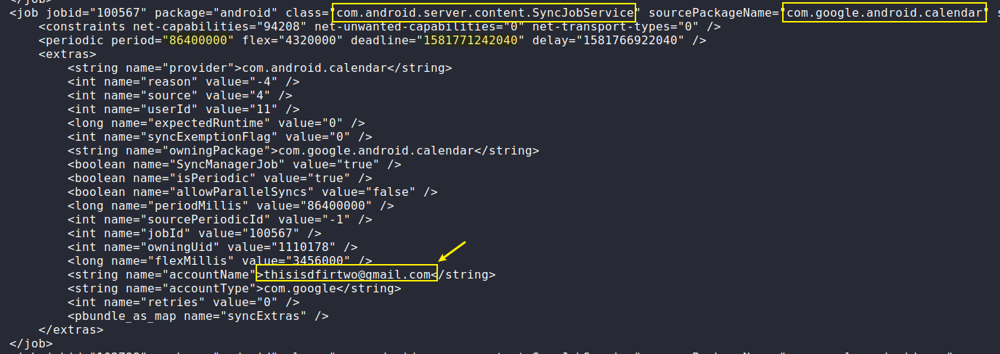 </job>
<job jobid="100567" package="android" class="com.android.server.content.SyncJobService" sourcePackageName="com.google.android.calendar" s
<constraints net-capabilities="94208" net-unwanted-capabilities="0" net-transport-types="0" />
<periodic period="86400000" flex="4320000" deadline="1581771242040" delay="1581766922040" />
<extras>
<string name="provider">com.android.calendar</string>
<int name="reason" value="-4" />
<int name="source" value="4" />
<int name="userId" value="11" />
<long name="expectedRuntime" value="0" />
<int name="syncExemptionFlag" value="0" />
<string name="owningPackage">com.google.android.calendar</string>
<boolean name="SyncManagerJob" value="true" />
<boolean name="isPeriodic" value="true" />
<boolean name="allowParallelSyncs" value="false" />
<long name="periodMillis" value="86400000" />
<int name="sourcePeriodicId" value="-1" />
<int name="jobId" value="100567" />
<int name="owningUid" value="1110178" />
<long name="flexMillis" value="3456000" />
<string name="accountName">thisisdfirtwo@gmail.com</string>
<string name="accountType">com.google</string>
<int name="retries" value="0" />
<pbundle_as_map name="syncExtras" />
</extras>
</job>